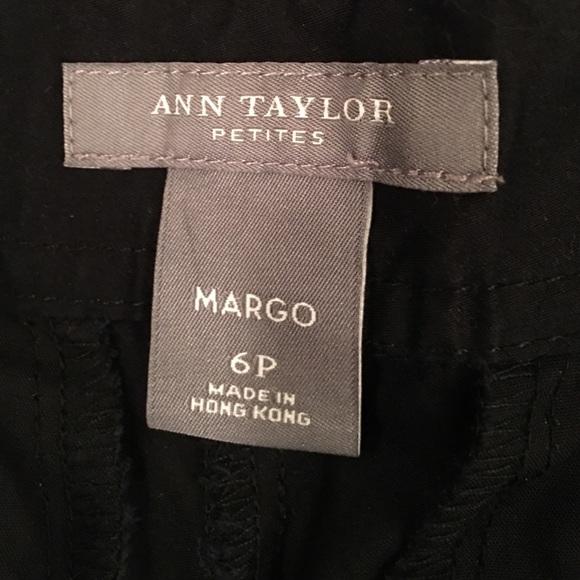 ANN TAYLOR
PETITES
MARGO
6P
MADE IN
HONG KONG